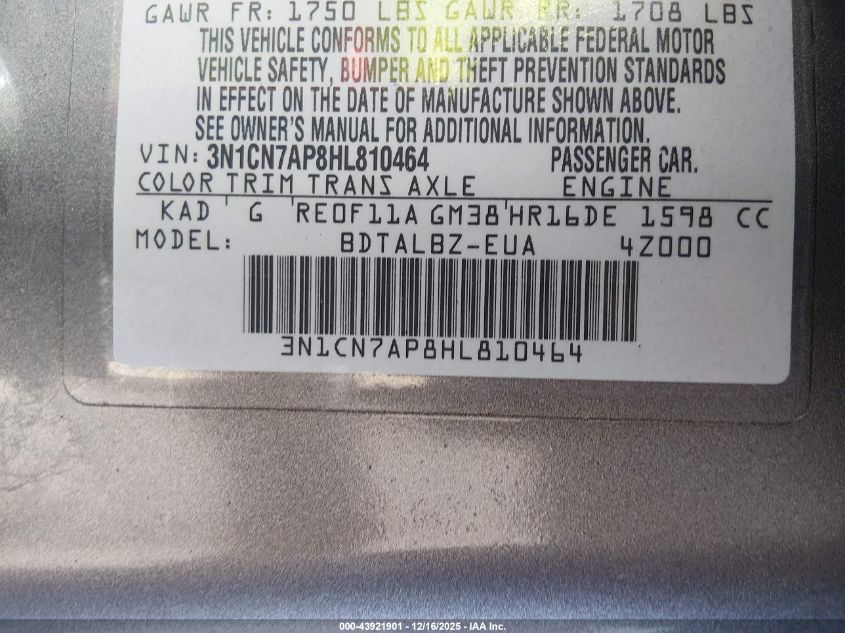 GAWR FR: 1750 LBS GAWR RR: 1708 LBS
THIS VEHICLE CONFORMS TO ALL APPLICABLE FEDERAL MOTOR
VEHICLE SAFETY, BUMPER AND THEFT PREVENTION STANDARDS
IN EFFECT ON THE DATE OF MANUFACTURE SHOWN ABOVE.
SEE OWNER'S MANUAL FOR ADDITIONAL INFORMATION.
VIN: 3N1CN7AP8HL810464 PASSENGER CAR.
COLOR TRIM TRANS AXLE ENGINE
KAD G RE0F11A GM38 HR16DE 1598 CC
MODEL: BDTALBZ-EUA 4Z000
3N1CN7AP8HL810464
000-43921901 - 12/16/2025 - IAA Inc.